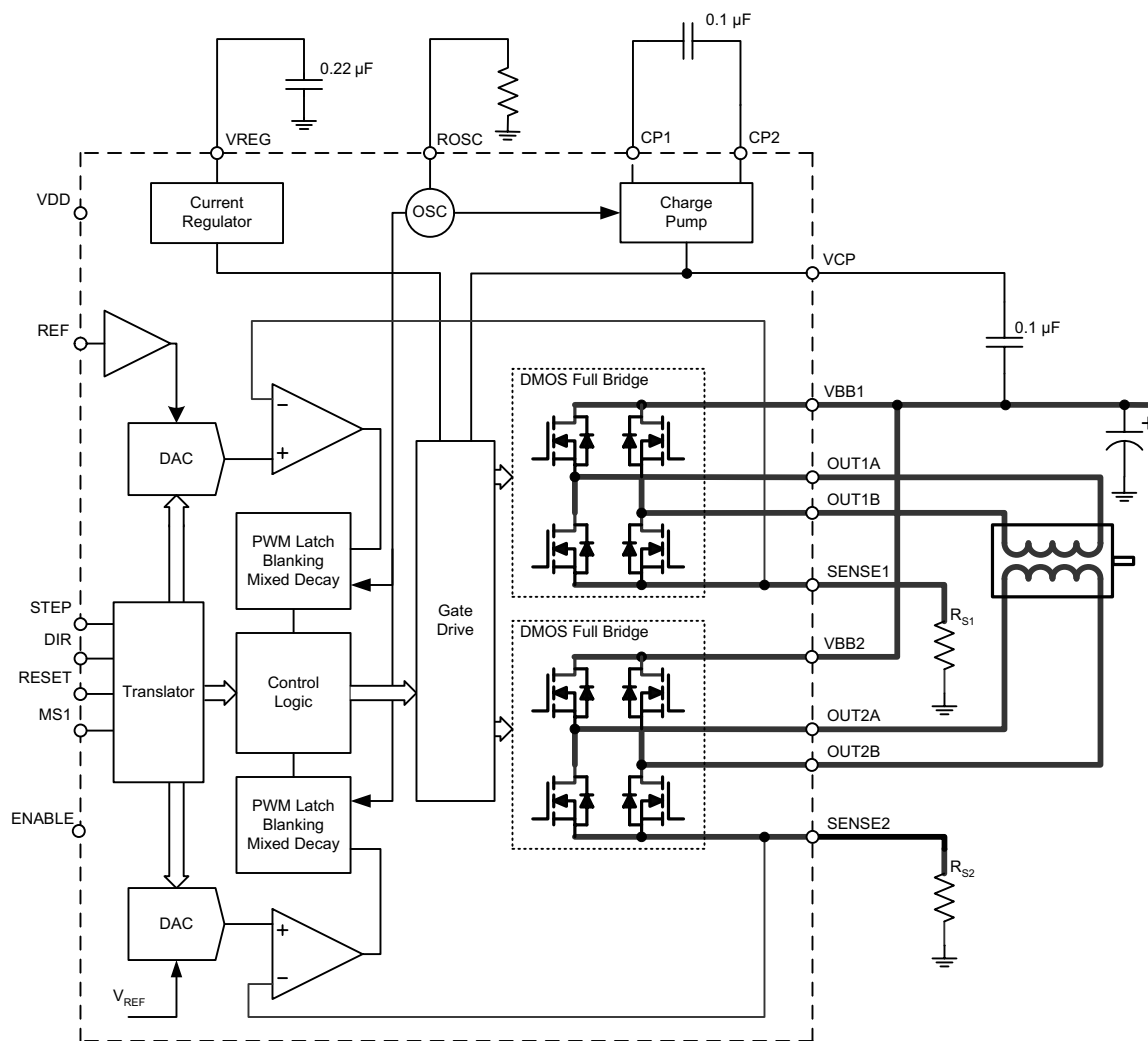 0.1 µF
0.22 µF
VREG
ROSC
CP1
CP2
VDD
Current
Regulator
OSC
Charge
Pump
VCP
REF
0.1 µF
DMOS Full Bridge
VBB1
+
−
+
DAC
OUT1A
OUT1B
PWM Latch
Blanking
Mixed Decay
SENSE1
STEP
DIR
RESET
MS1
Translator
Control
Logic
Gate
Drive
DMOS Full Bridge
RS1
VBB2
OUT2A
OUT2B
ENABLE
PWM Latch
Blanking
Mixed Decay
SENSE2
RS2
DAC
+
−
VREF